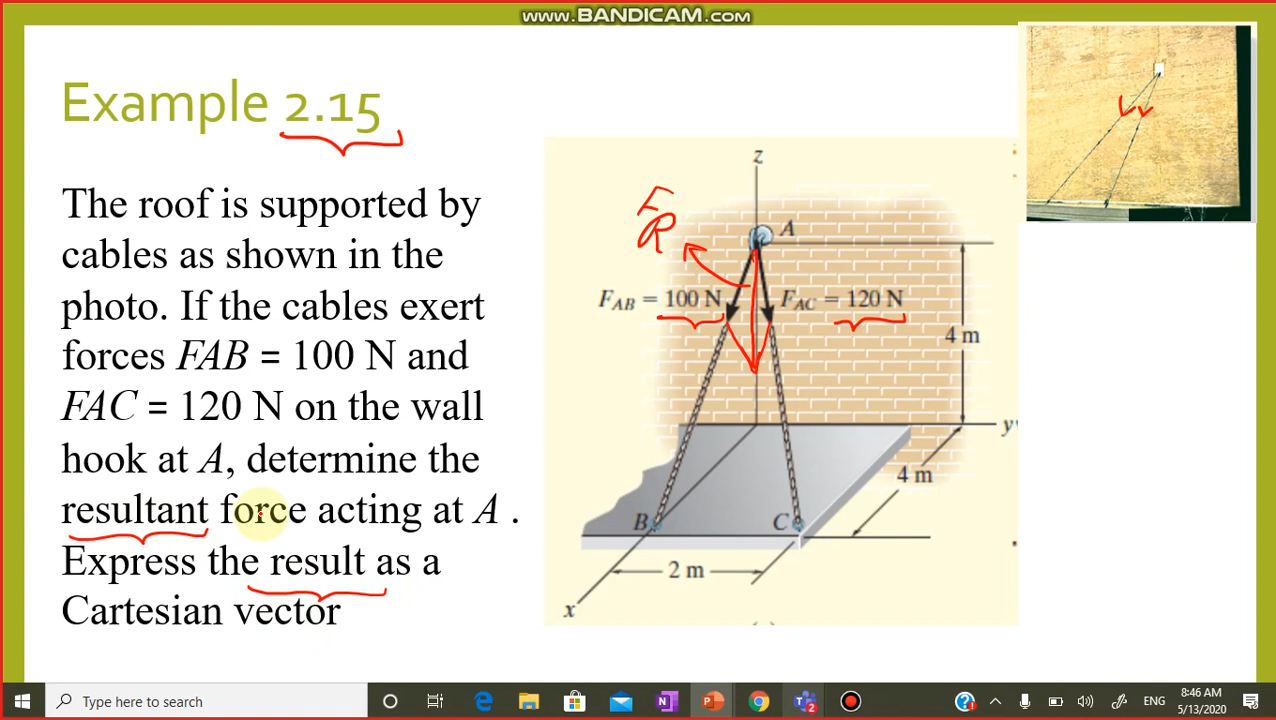 www.BANDICAM.com
Example 2.15
The roof is supported by
cables as shown in the
photo. If the cables exert
forces FAB = 100 N and
FAC = 120 N on the wall
hook at A, determine the
resultant force acting at A .
Express the result as a
Cartesian vector
z
FR
A
FAB = 100 N
FAC = 120 N
4 m
y
4 m
B
C
2 m
x
Type here to search
ENG
8:46 AM
5/13/2020